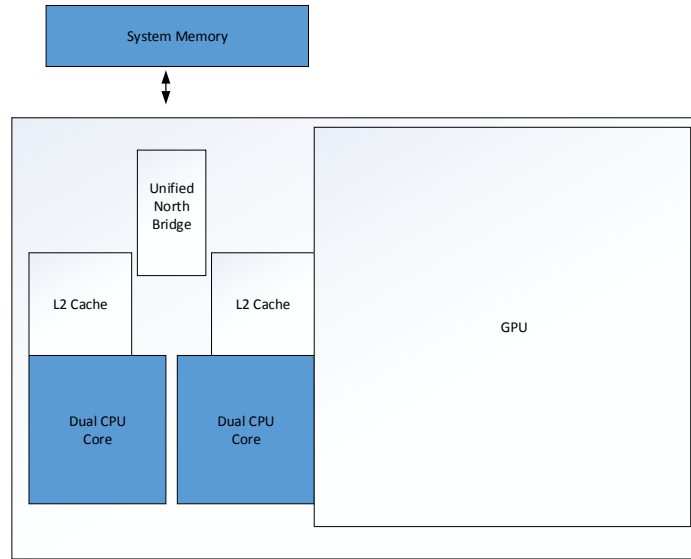 System Memory
Unified
North
Bridge
L2 Cache
L2 Cache
GPU
Dual CPU
Core
Dual CPU
Core